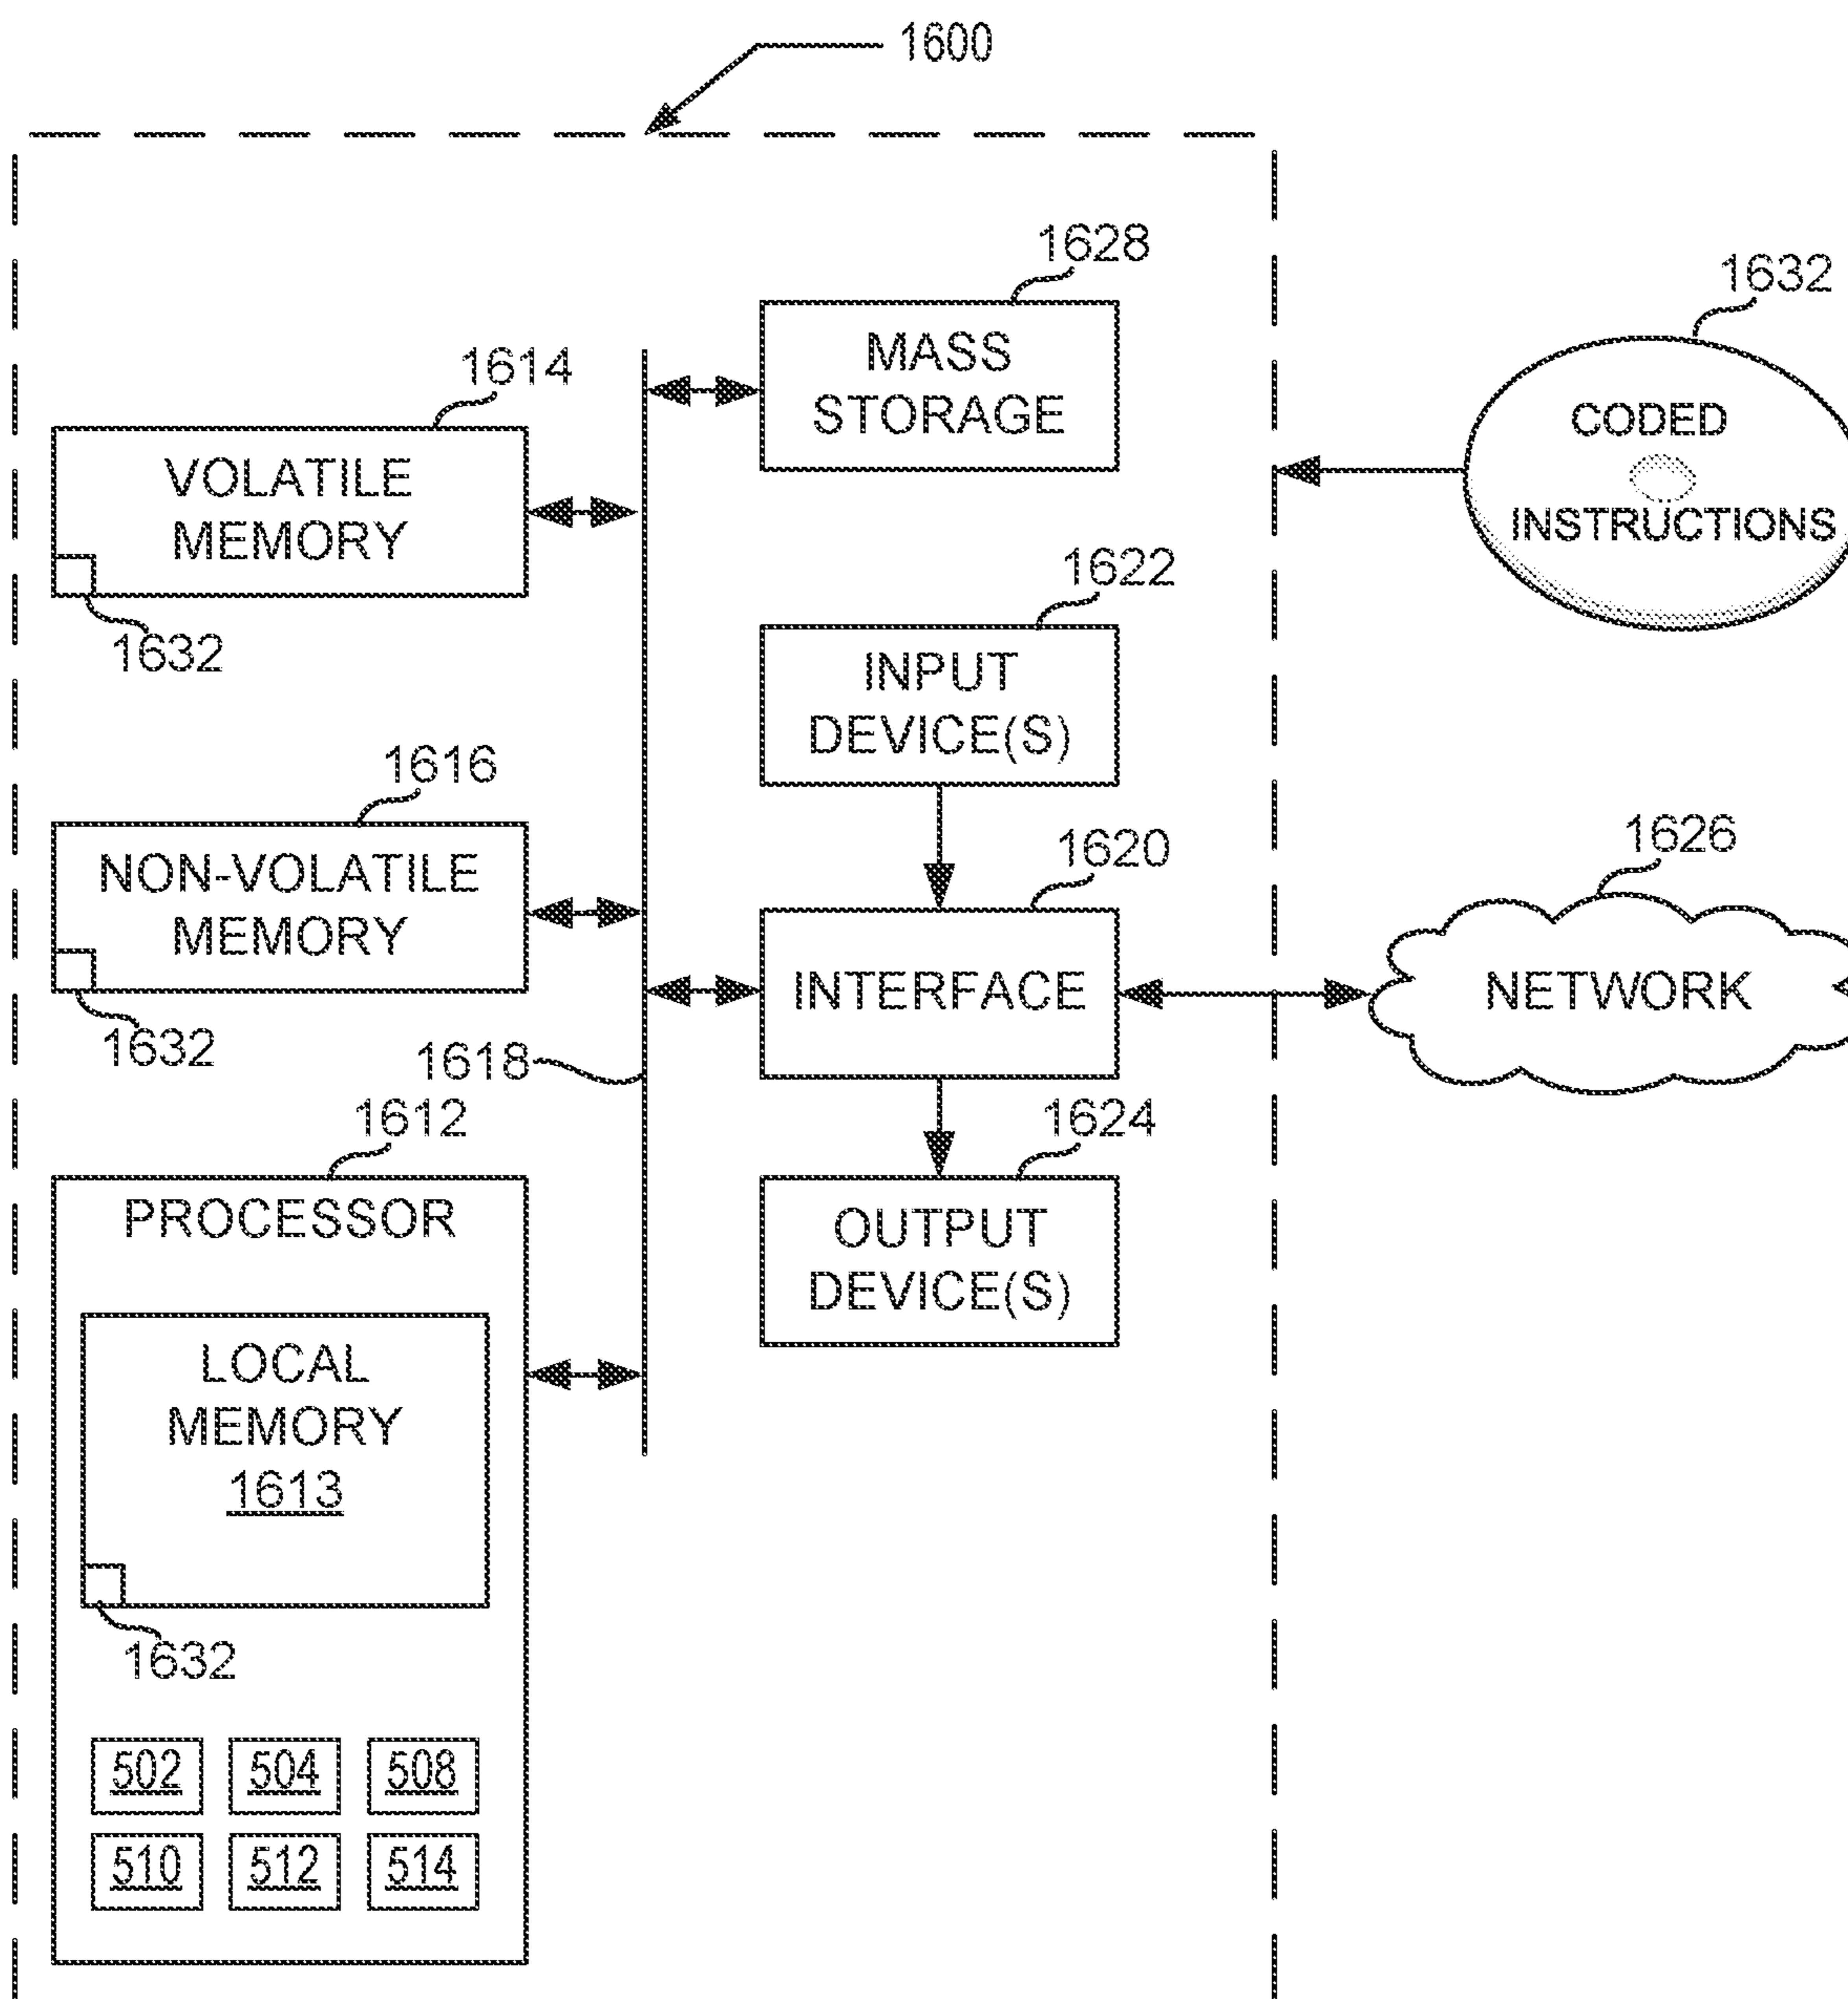 1600
1628
MASS
STORAGE
1632
CODED
INSTRUCTIONS
1614
VOLATILE
MEMORY
1632
1622
INPUT
DEVICE(S)
1616
NON-VOLATILE
MEMORY
1632
1620
INTERFACE
1626
NETWORK
1618
1612
PROCESSOR
LOCAL
MEMORY
1613
1632
502 504 508
510 512 514
1624
OUTPUT
DEVICE(S)